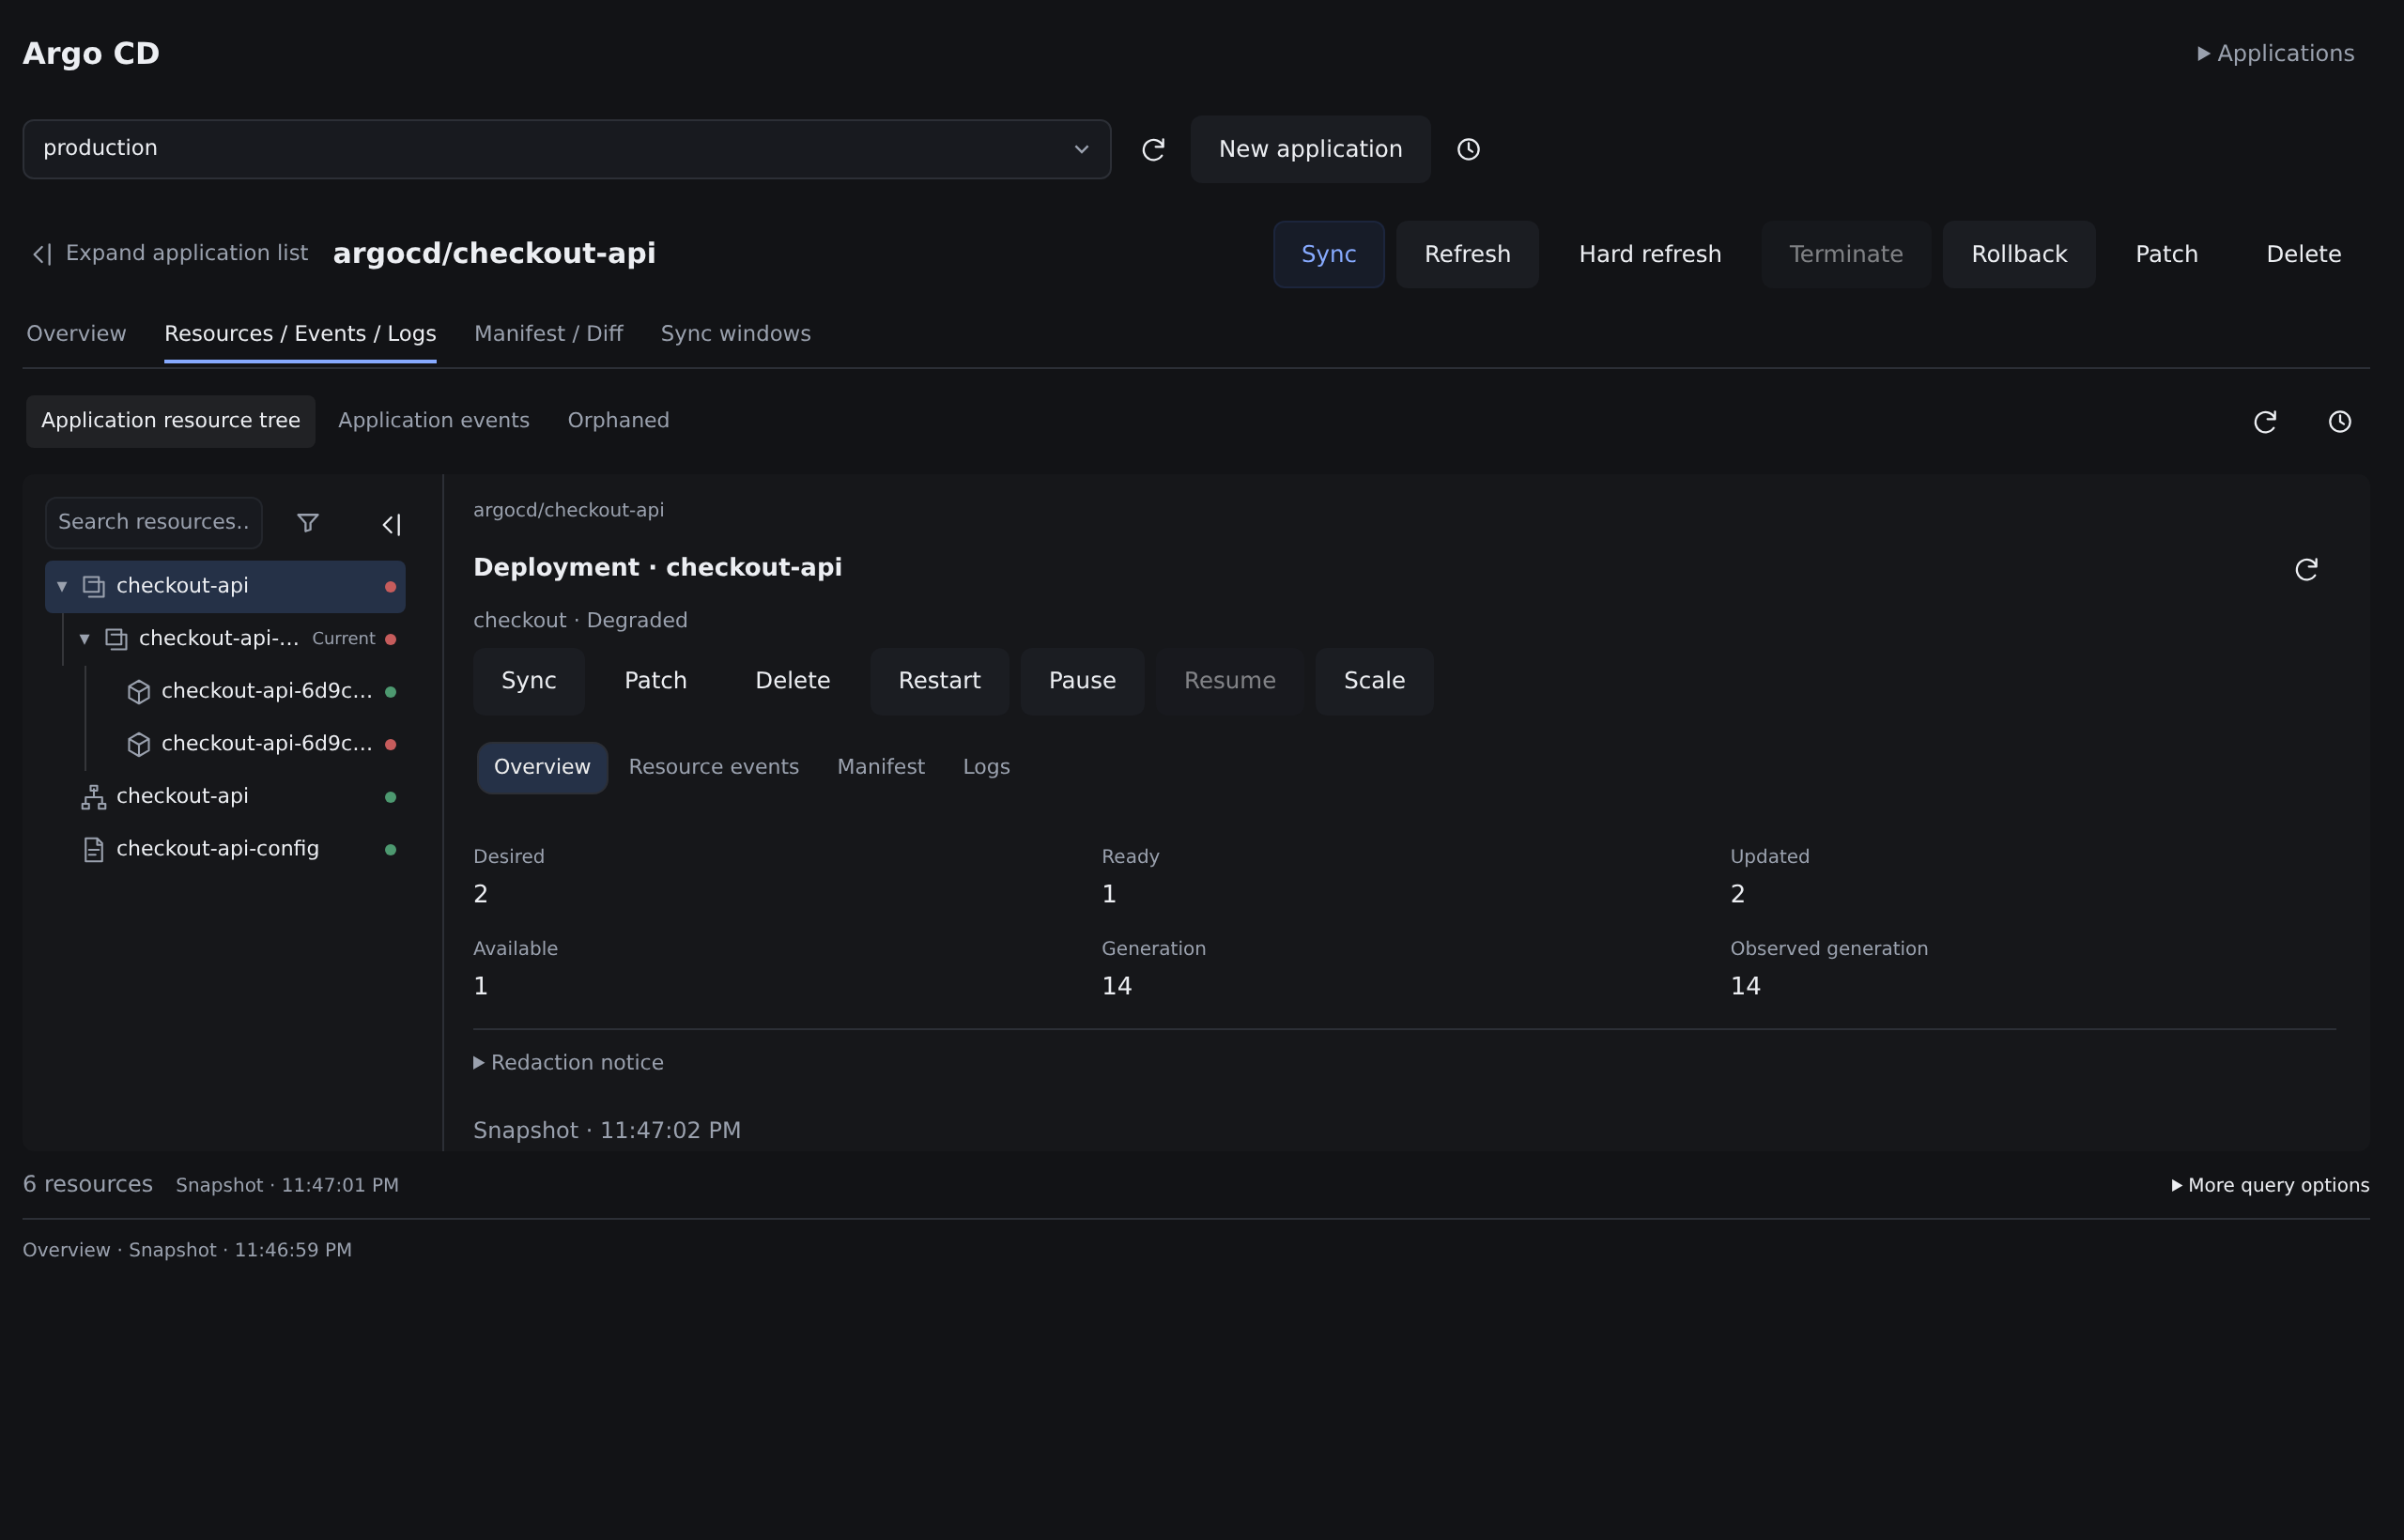 Argo CD
Applications
production
New application
Expand application list
argocd/checkout-api
Sync
Refresh
Hard refresh
Terminate
Rollback
Patch
Delete
Overview
Resources / Events / Logs
Manifest / Diff
Sync windows
Application resource tree
Application events
Orphaned
Search resources..
checkout-api
checkout-api-... Current
checkout-api-6d9c...
checkout-api-6d9c...
checkout-api
checkout-api-config
argocd/checkout-api
Deployment · checkout-api
checkout · Degraded
Sync
Patch
Delete
Restart
Pause
Resume
Scale
Overview
Resource events
Manifest
Logs
Desired
2
Ready
1
Updated
2
Available
1
Generation
14
Observed generation
14
Redaction notice
Snapshot · 11:47:02 PM
6 resources
Snapshot · 11:47:01 PM
More query options
Overview · Snapshot · 11:46:59 PM